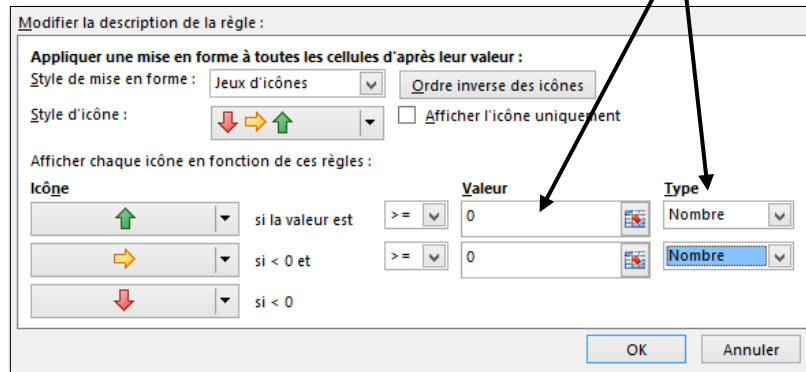 Modifier la description de la règle :
Appliquer une mise en forme à toutes les cellules d'après leur valeur :
Style de mise en forme : Jeux d'icônes Ordre inverse des icônes
Style d'icône : Afficher l'icône uniquement
Afficher chaque icône en fonction de ces règles :
Icône Valeur Type
si la valeur est >= 0 Nombre
si < 0 et >= 0 Nombre
si < 0
OK Annuler